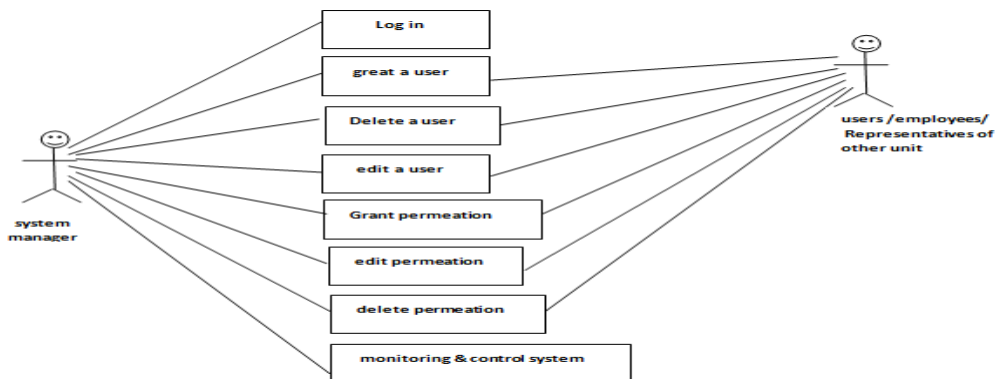 Log in
great a user
Delete a user
edit a user
Grant permeation
edit permeation
delete permeation
monitoring & control system
system
manager
users /employees/
Representatives of
other unit